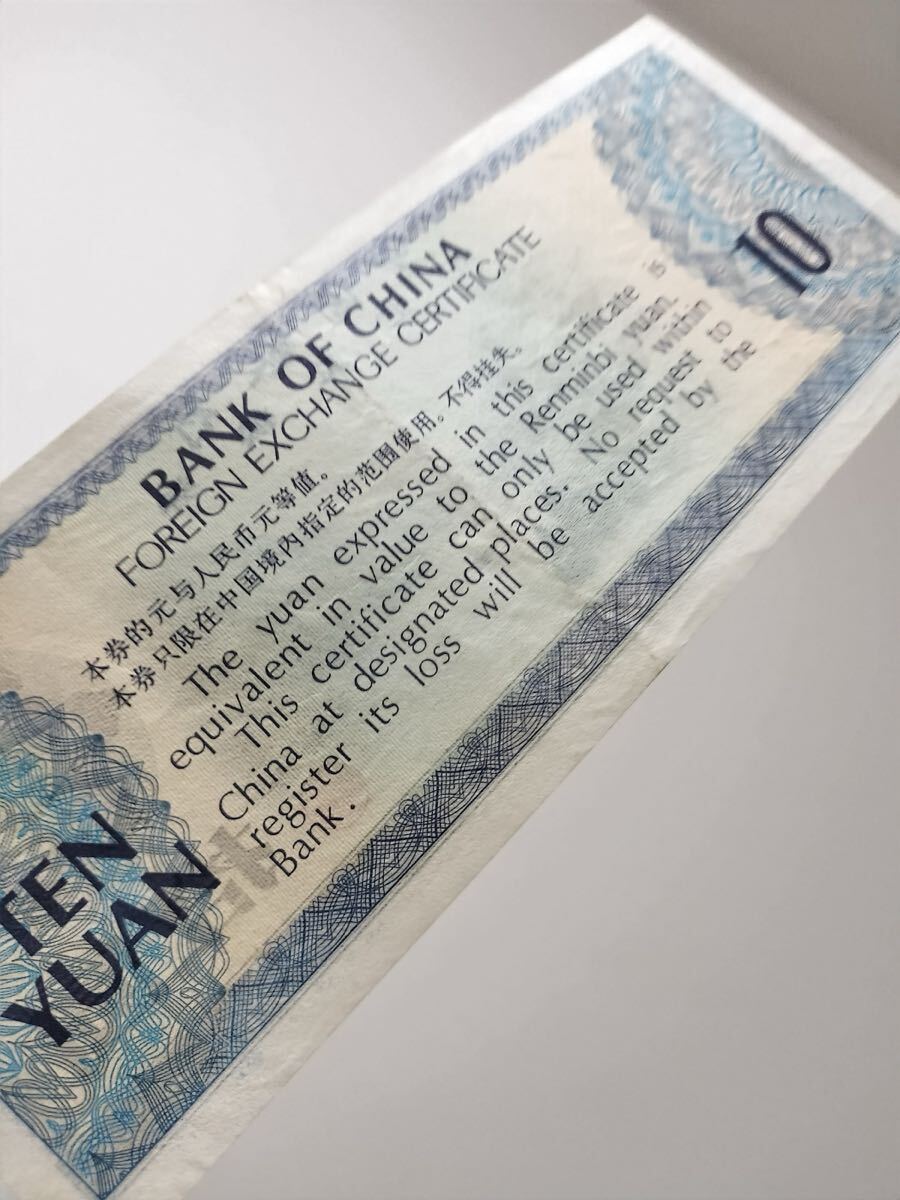 10
BANK OF CHINA
FOREIGN EXCHANGE CERTIFICATE
本券的元与人民币元等值。
本券只限在中国境内指定的范围使用。不得挂失。
The yuan expressed in this certificate is
equivalent in value to the Renminbi yuan.
This certificate can only be used within
China at designated places. No request to
register its loss will be accepted by the
Bank.
TEN
YUAN